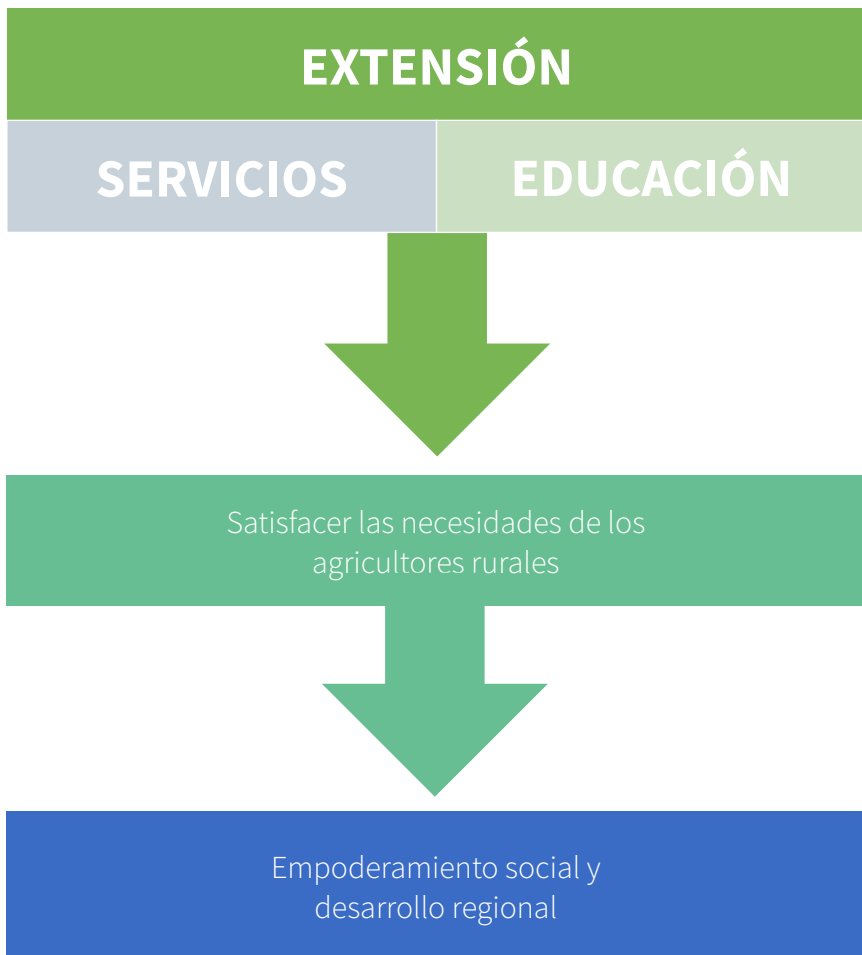 EXTENSIÓN
SERVICIOS
EDUCACIÓN
Satisfacer las necesidades de los
agricultores rurales
Empoderamiento social y
desarrollo regional